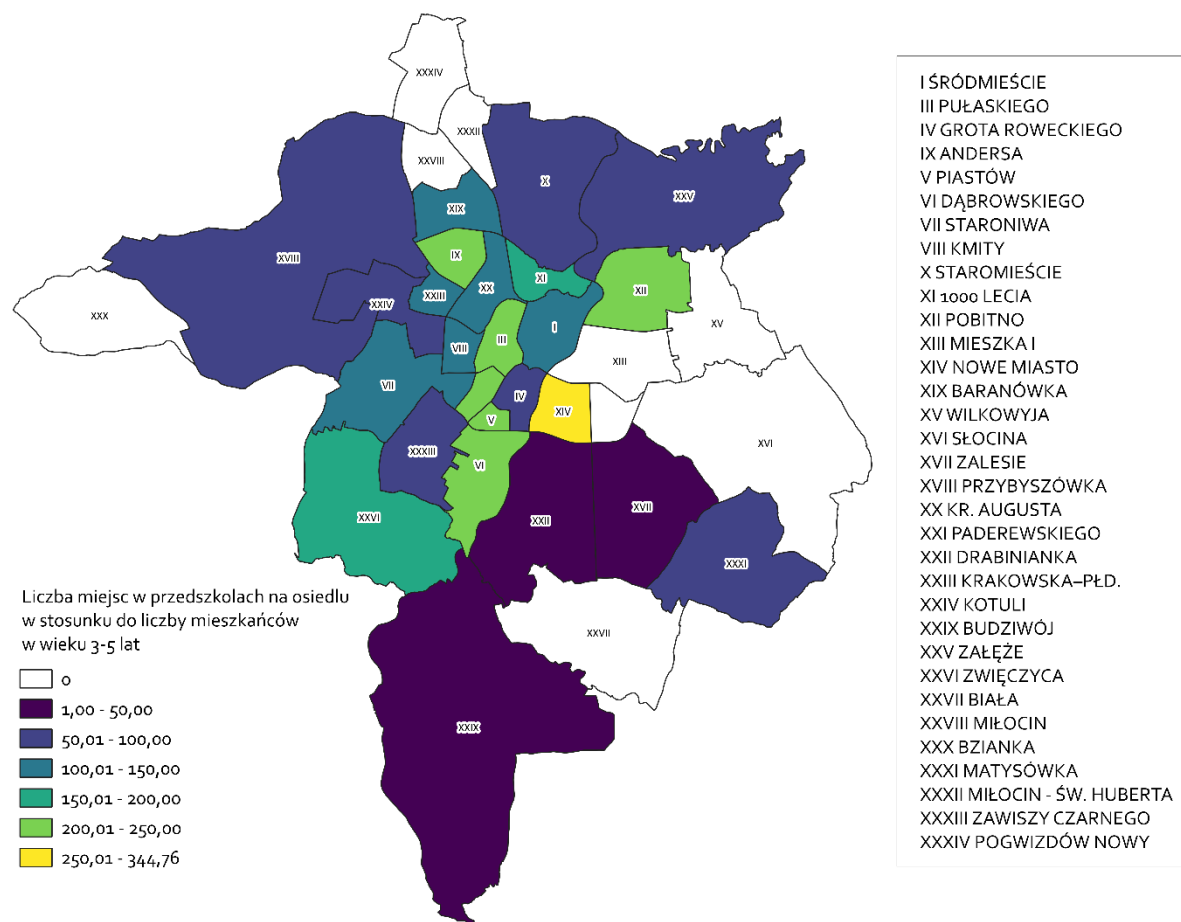 XXXIV
XXXII
XXVIII
X
XXV
XIX
XVIII
IX
XI
XX
XII
XXIII
XXIV
XXX
XV
I
III
VIII
XIII
VII
IV
XIV
V
XVI
XXXIII
VI
XXVI
XXII
XVII
XXXI
XXVII
XXIX
Liczba miejsc w przedszkolach na osiedlu
w stosunku do liczby mieszkańców
w wieku 3-5 lat
0
1,00 - 50,00
50,01 - 100,00
100,01 - 150,00
150,01 - 200,00
200,01 - 250,00
250,01 - 344,76
I ŚRÓDMIEŚCIE
III PUŁASKIEGO
IV GROTA ROWECKIEGO
IX ANDERSA
V PIASTÓW
VI DĄBROWSKIEGO
VII STARONIWA
VIII KMITY
X STAROMIEŚCIE
XI 1000 LECIA
XII POBITNO
XIII MIESZKA I
XIV NOWE MIASTO
XIX BARANÓWKA
XV WILKOWYJA
XVI SŁOCINA
XVII ZALESIE
XVIII PRZYBYSZÓWKA
XX KR. AUGUSTA
XXI PADEREWSKIEGO
XXII DRABINIANKA
XXIII KRAKOWSKA–PŁD.
XXIV KOTULI
XXIX BUDZIWÓJ
XXV ZAŁĘŻE
XXVI ZWIĘCZYCA
XXVII BIAŁA
XXVIII MIŁOCIN
XXX BZIANKA
XXXI MATYSÓWKA
XXXII MIŁOCIN - ŚW. HUBERTA
XXXIII ZAWISZY CZARNEGO
XXXIV POGWIZDÓW NOWY